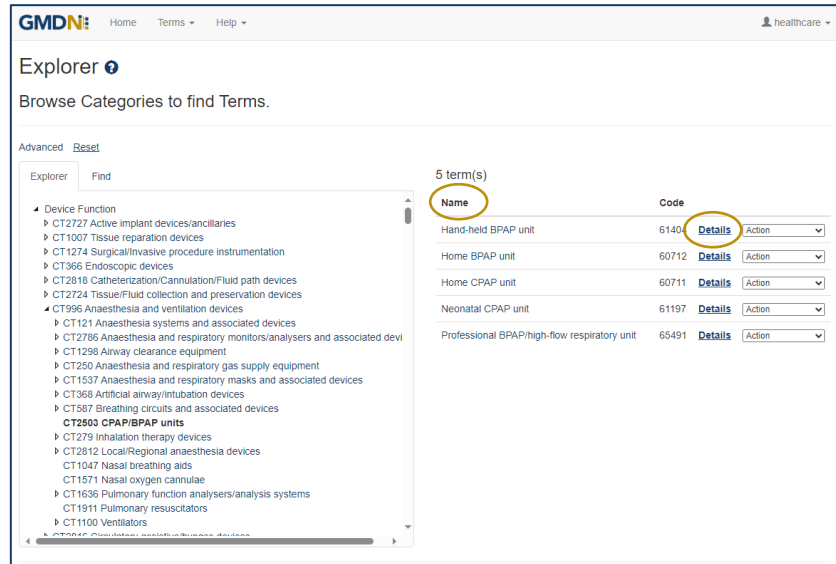 GMDN Home Terms Help healthcare
Explorer
Browse Categories to find Terms.
Advanced Reset
Explorer Find
Device Function
CT2727 Active implant devices/ancillaries
CT1007 Tissue reparation devices
CT1274 Surgical/Invasive procedure instrumentation
CT366 Endoscopic devices
CT2818 Catheterization/Cannulation/Fluid path devices
CT2724 Tissue/Fluid collection and preservation devices
CT996 Anaesthesia and ventilation devices
CT121 Anaesthesia systems and associated devices
CT2786 Anaesthesia and respiratory monitors/analysers and associated devi
CT1298 Airway clearance equipment
CT250 Anaesthesia and respiratory gas supply equipment
CT1537 Anaesthesia and respiratory masks and associated devices
CT368 Artificial airway/intubation devices
CT587 Breathing circuits and associated devices
CT2503 CPAP/BPAP units
CT279 Inhalation therapy devices
CT2812 Local/Regional anaesthesia devices
CT1047 Nasal breathing aids
CT1571 Nasal oxygen cannulae
CT1636 Pulmonary function analysers/analysis systems
CT1911 Pulmonary resuscitators
CT1100 Ventilators
5 term(s)
Name Code
Hand-held BPAP unit 61404 Details Action
Home BPAP unit 60712 Details Action
Home CPAP unit 60711 Details Action
Neonatal CPAP unit 61197 Details Action
Professional BPAP/high-flow respiratory unit 65491 Details Action